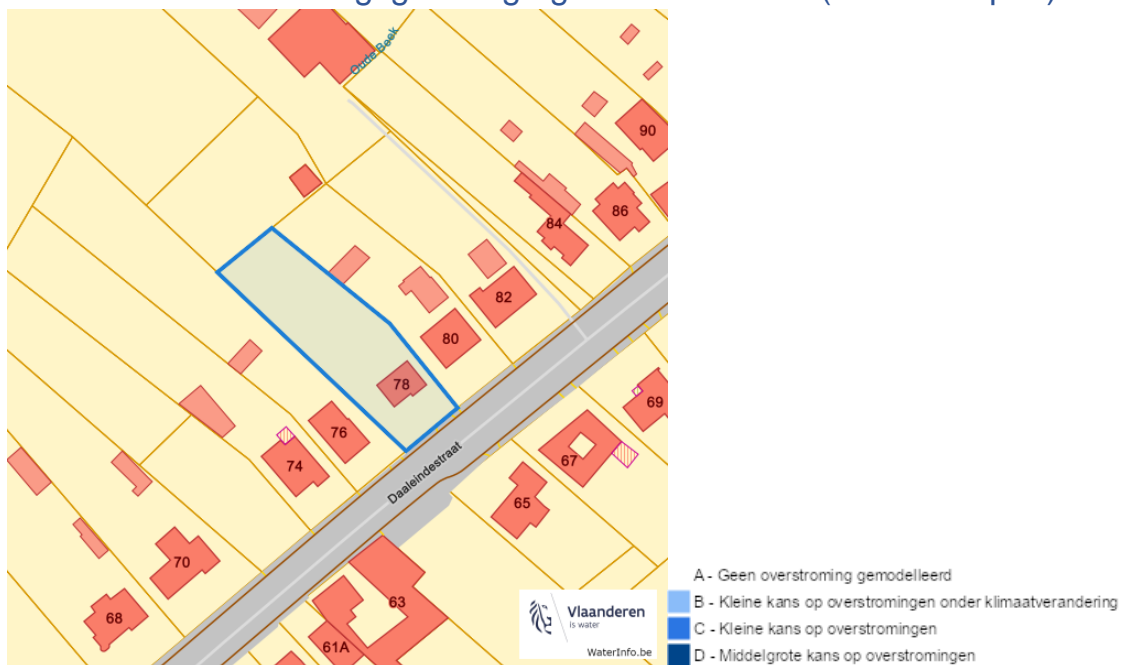 Oude Beek
90
86
84
82
80
78
76
74
69
67
65
70
68
63
61A
Daaleindestraat
Vlaanderen
is water
WaterInfo.be
A - Geen overstroming gemodelleerd
B - Kleine kans op overstromingen onder klimaatverandering
C - Kleine kans op overstromingen
D - Middelgrote kans op overstromingen